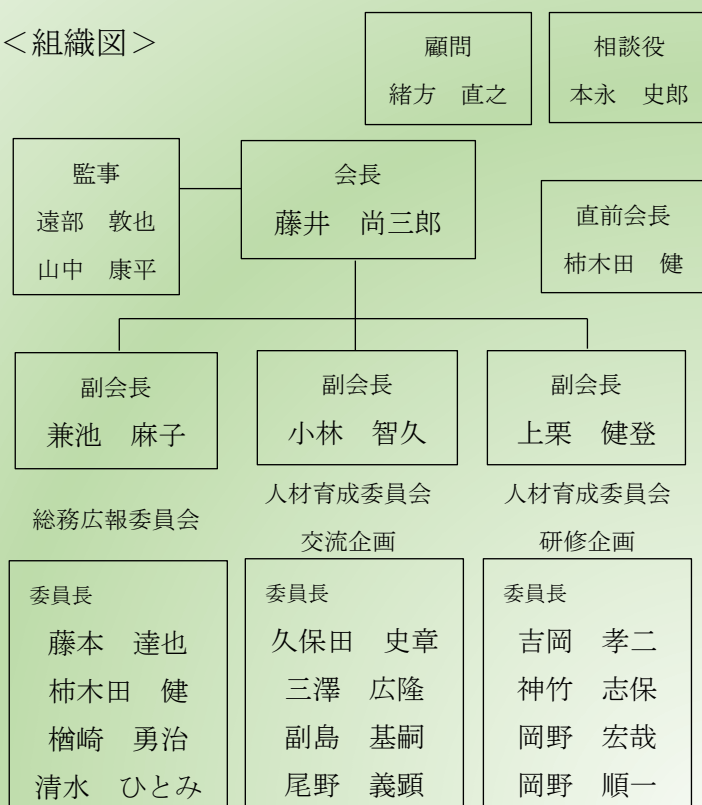 ＜組織図＞
顧問
緒方　直之
相談役
本永　史郎
監事
遠部　敦也
山中　康平
会長
藤井　尚三郎
直前会長
柿木田　健
副会長
兼池　麻子
副会長
小林　智久
副会長
上栗　健登
総務広報委員会
人材育成委員会
交流企画
人材育成委員会
研修企画
委員長
藤本　達也
柿木田　健
楢崎　勇治
清水　ひとみ
委員長
久保田　史章
三澤　広隆
副島　基嗣
尾野　義顕
委員長
吉岡　孝二
神竹　志保
岡野　宏哉
岡野　順一